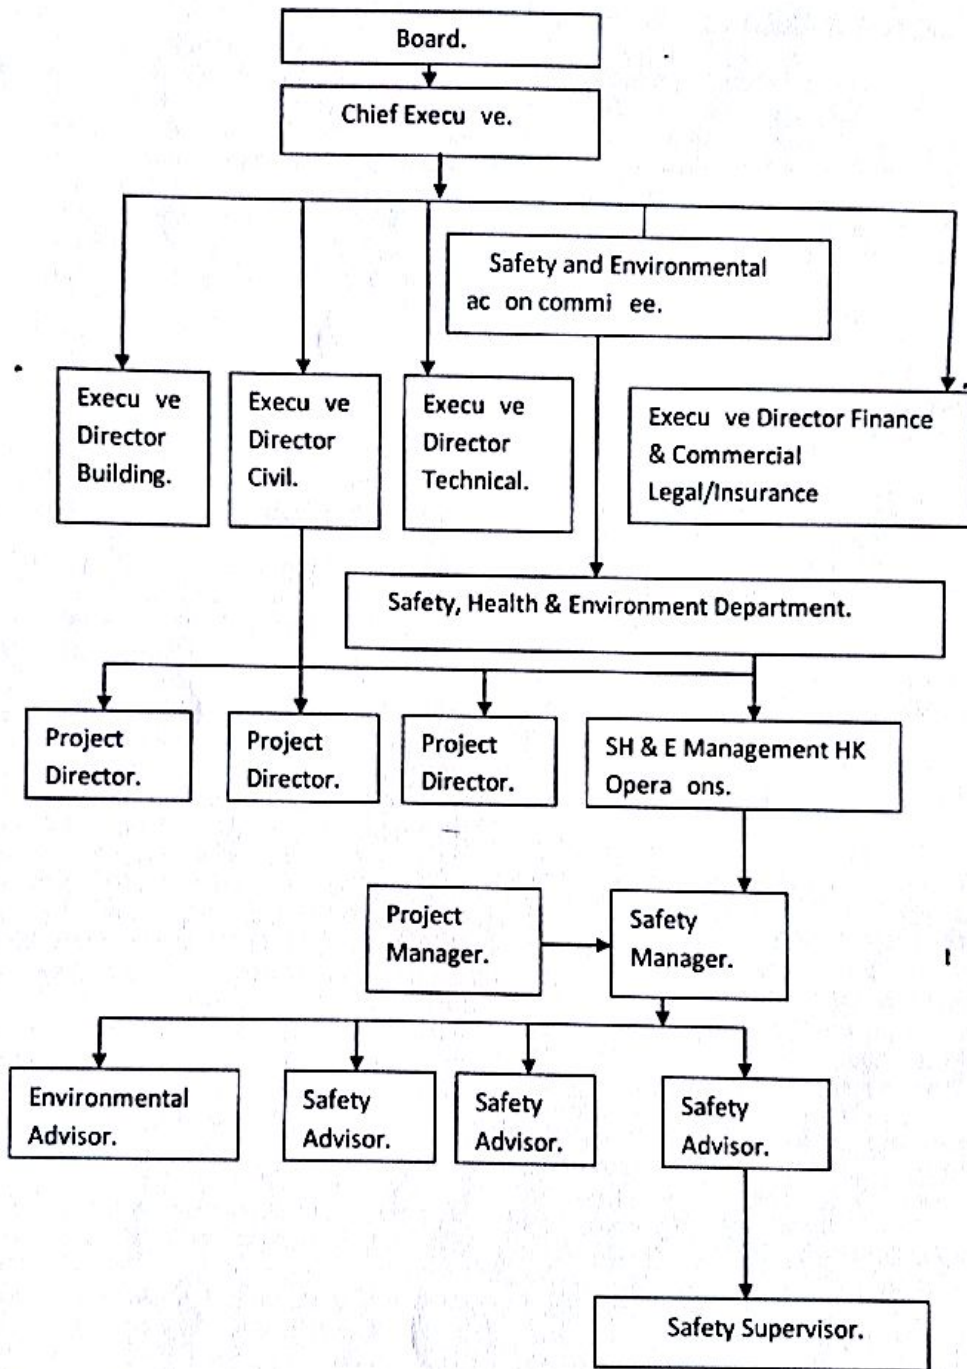 Board.
Chief Execu ve.
Safety and Environmental
ac on commi ee.
Execu ve
Director
Building.
Execu ve
Director
Civil.
Execu ve
Director
Technical.
Execu ve Director Finance
& Commercial
Legal/Insurance
Safety, Health & Environment Department.
Project
Director.
Project
Director.
Project
Director.
SH & E Management HK
Opera ons.
Project
Manager.
Safety
Manager.
Environmental
Advisor.
Safety
Advisor.
Safety
Advisor.
Safety
Advisor.
Safety Supervisor.